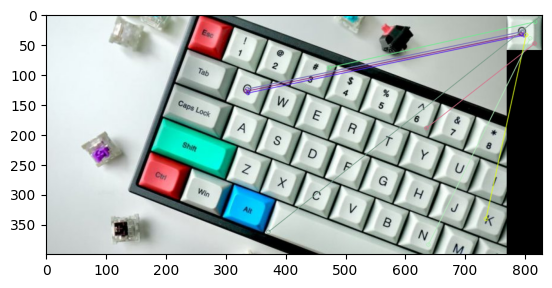 Esc ! 1 @ 2 # 3 $ 4 % 5 ^ 6 & 7 * 8
Tab Q W E R T Y U
Caps Lock A S D F G H J K
Shift Z X C V B N M
Ctrl Win Alt
Q
0
50
100
150
200
250
300
350
0 100 200 300 400 500 600 700 800